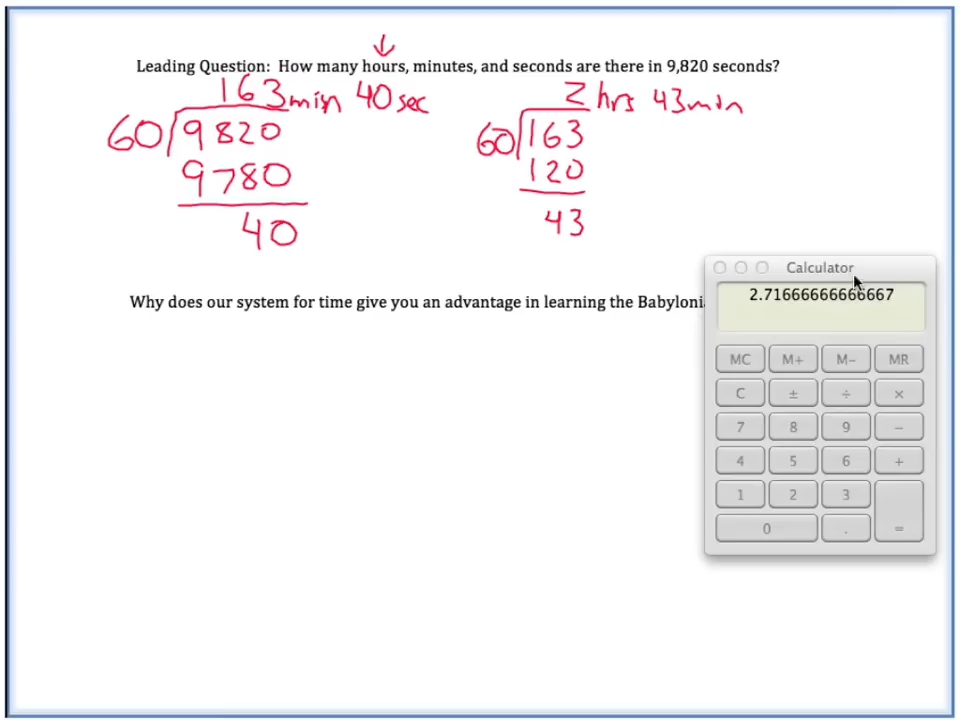 Leading Question: How many hours, minutes, and seconds are there in 9,820 seconds?
163 min 40 sec
60 9820
9780
40
2 hrs 43 min
60 163
120
43
Why does our system for time give you an advantage in learning the
Calculator
2.71666666666667
MC M+ M− MR
C ± ÷ ×
7 8 9 −
4 5 6 +
1 2 3
0 . =